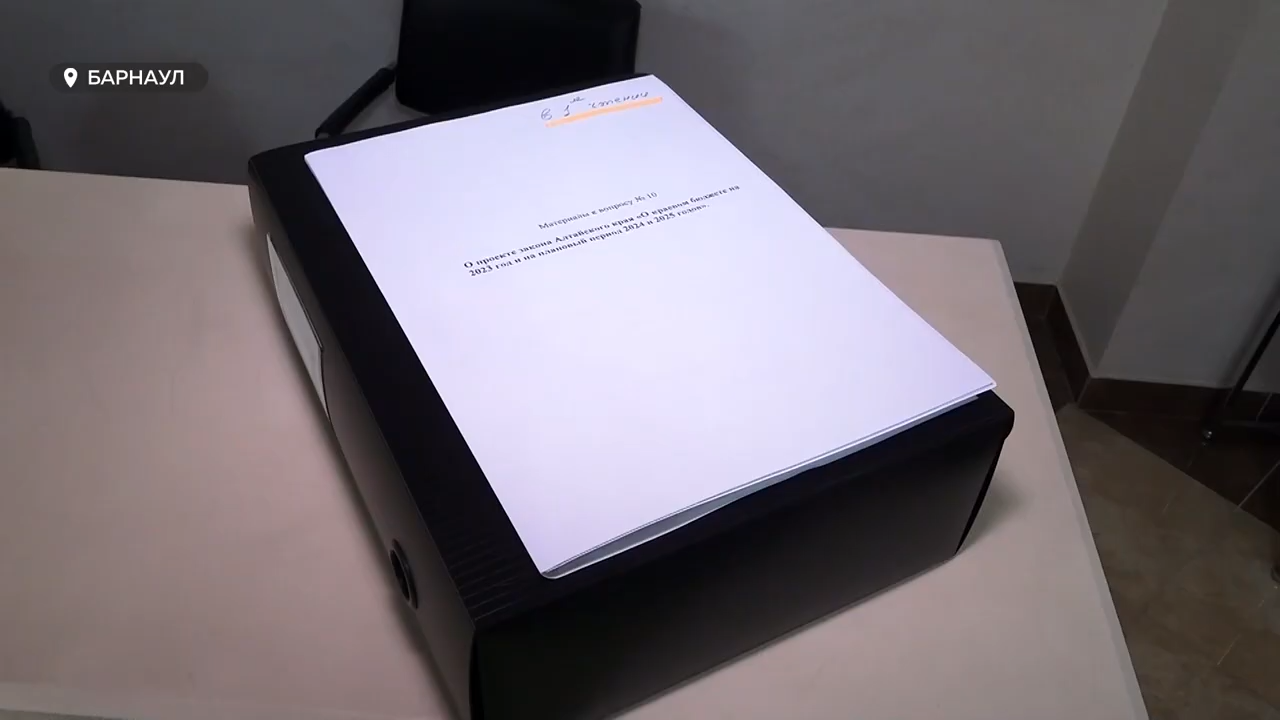 БАРНАУЛ
в 1ом чтении
Материалы к вопросу № 10
О проекте закона Алтайского края «О краевом бюджете на
2023 год и на плановый период 2024 и 2025 годов».